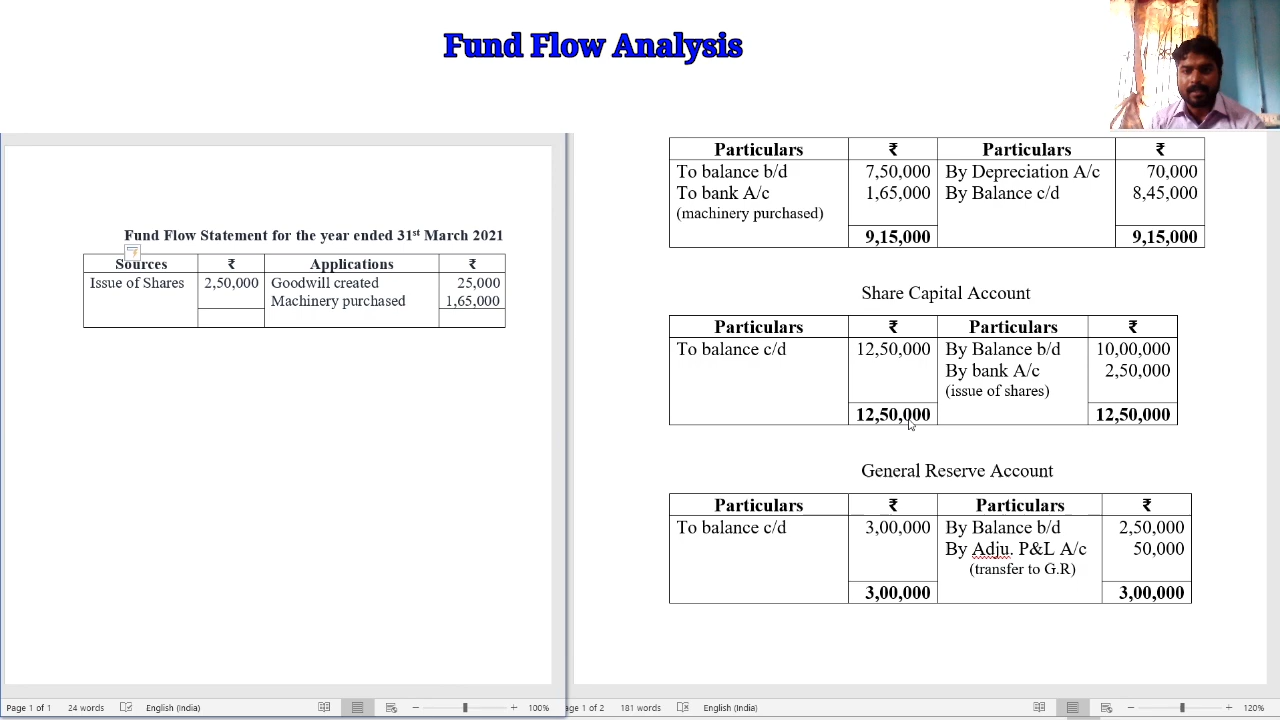 Fund Flow Analysis
Fund Flow Statement for the year ended 31st March 2021
Sources ₹ Applications ₹
Issue of Shares 2,50,000 Goodwill created 25,000
Machinery purchased 1,65,000
Particulars ₹ Particulars ₹
To balance b/d 7,50,000 By Depreciation A/c 70,000
To bank A/c 1,65,000 By Balance c/d 8,45,000
(machinery purchased)
9,15,000 9,15,000
Share Capital Account
Particulars ₹ Particulars ₹
To balance c/d 12,50,000 By Balance b/d 10,00,000
By bank A/c 2,50,000
(issue of shares)
12,50,000 12,50,000
General Reserve Account
Particulars ₹ Particulars ₹
To balance c/d 3,00,000 By Balance b/d 2,50,000
By Adju. P&L A/c 50,000
(transfer to G.R)
3,00,000 3,00,000
Page 1 of 1 24 words English (India) 100%
ge 1 of 2 181 words English (India) 120%